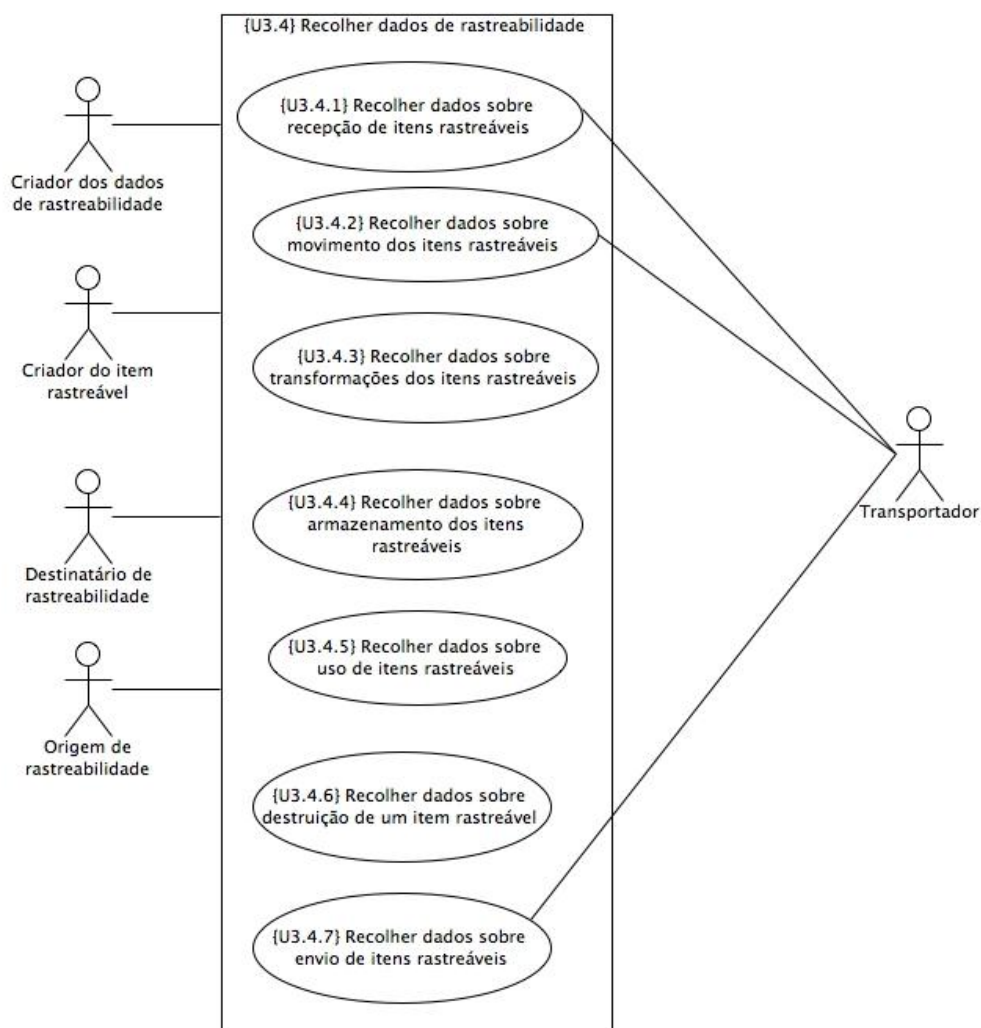 {U3.4} Recolher dados de rastreabilidade
Criador dos dados
de rastreabilidade
Criador do item
rastreável
Destinatário de
rastreabilidade
Origem de
rastreabilidade
{U3.4.1} Recolher dados sobre
recepção de itens rastreáveis
{U3.4.2} Recolher dados sobre
movimento dos itens rastreáveis
{U3.4.3} Recolher dados sobre
transformações dos itens rastreáveis
{U3.4.4} Recolher dados sobre
armazenamento dos itens
rastreáveis
{U3.4.5} Recolher dados sobre
uso de itens rastreáveis
{U3.4.6} Recolher dados sobre
destruição de um item rastreável
{U3.4.7} Recolher dados sobre
envio de itens rastreáveis
Transportador